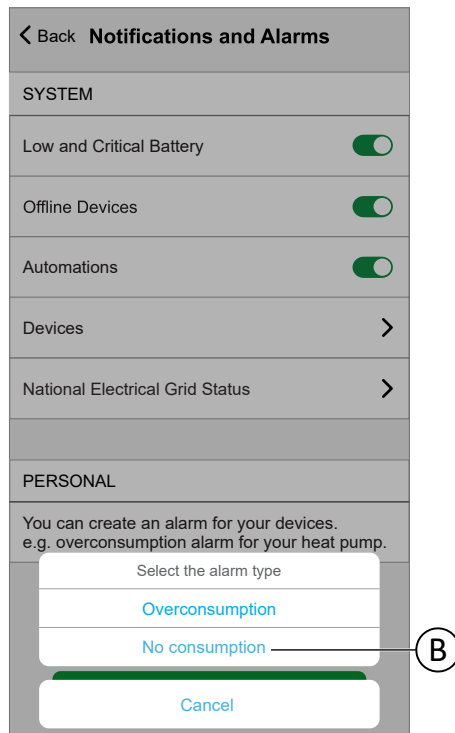 Back Notifications and Alarms
SYSTEM
Low and Critical Battery
Offline Devices
Automations
Devices
National Electrical Grid Status
PERSONAL
You can create an alarm for your devices.
e.g. overconsumption alarm for your heat pump.
Select the alarm type
Overconsumption
No consumption
B
Cancel